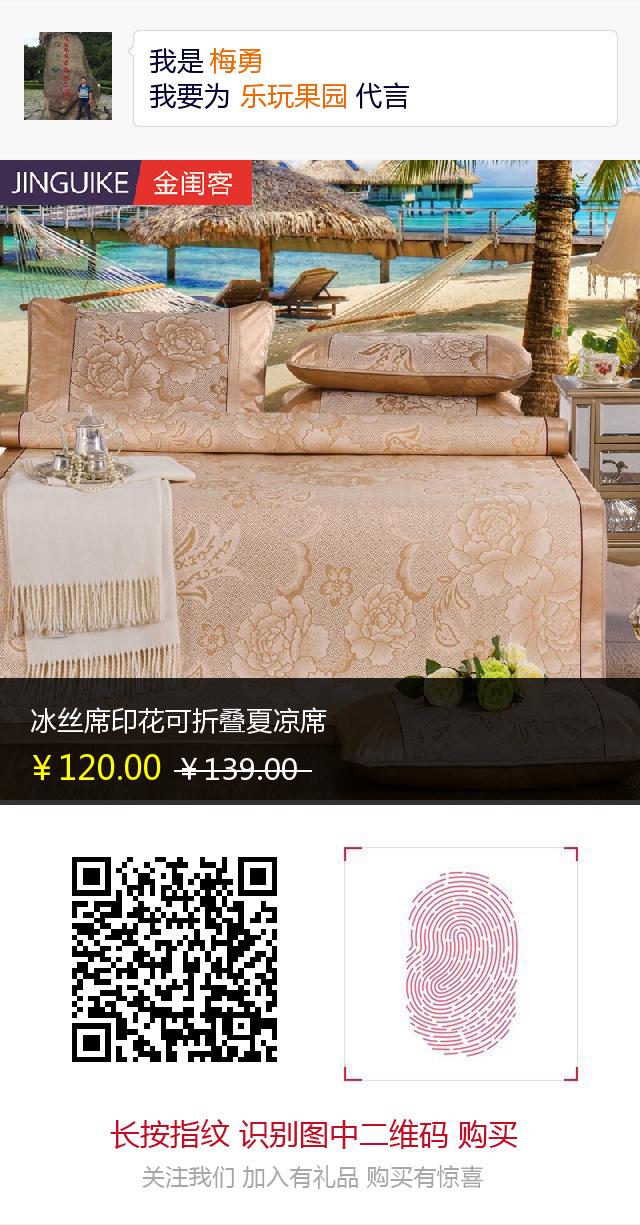 我是 梅勇
我要为 乐玩果园 代言
JINGUIKE 金闺客
冰丝席印花可折叠夏凉席
￥120.00 ￥139.00
长按指纹 识别图中二维码 购买
关注我们 加入有礼品 购买有惊喜